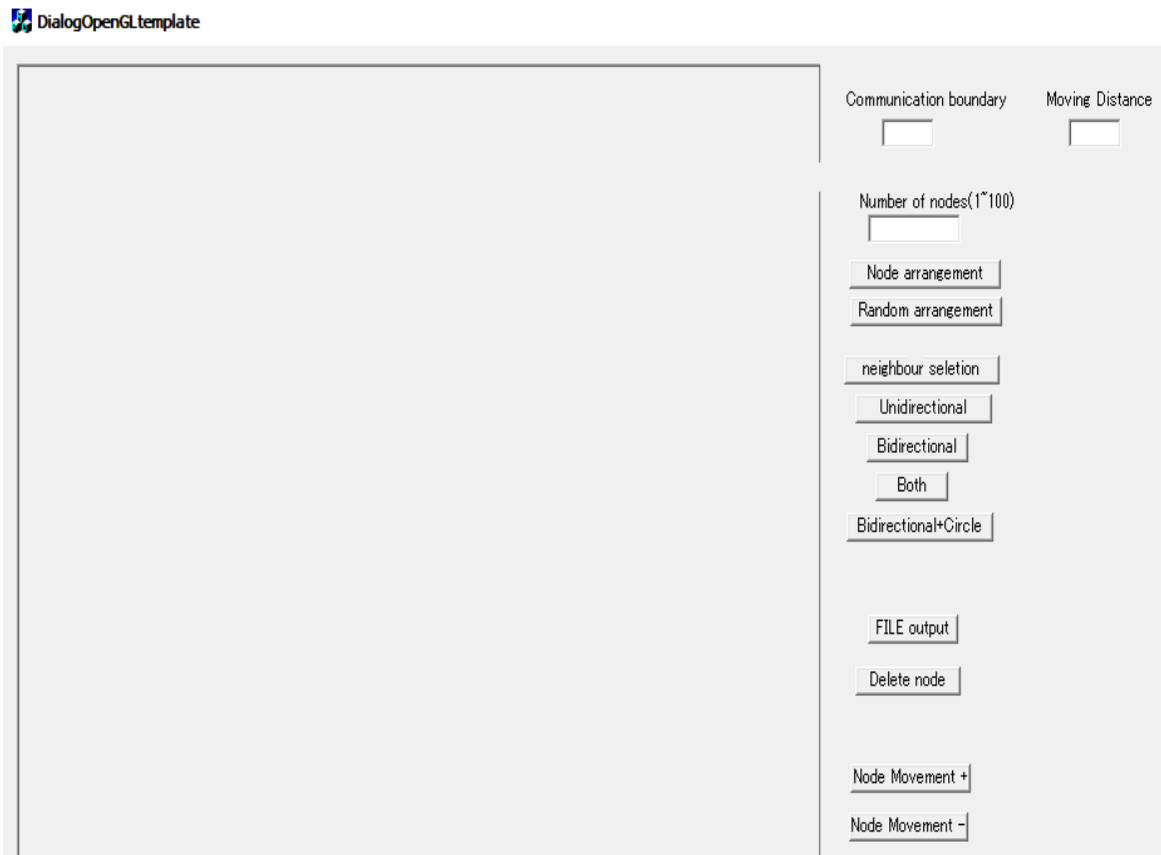 DialogOpenGLtemplate
Communication boundary Moving Distance
Number of nodes(1~100)
Node arrangement
Random arrangement
neighbour seletion
Unidirectional
Bidirectional
Both
Bidirectional+Circle
FILE output
Delete node
Node Movement +
Node Movement -